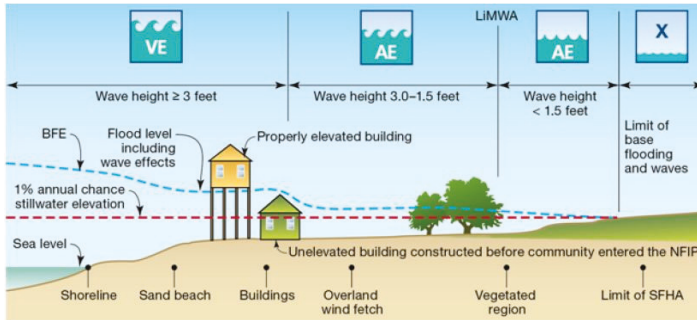 LiMWA
VE
AE
AE
X
Wave height ≥ 3 feet
Wave height 3.0–1.5 feet
Wave height
< 1.5 feet
Limit of
base
flooding
and waves
BFE
Flood level
including
wave effects
Properly elevated building
1% annual chance
stillwater elevation
Sea level
Unelevated building constructed before community entered the NFIP
Shoreline
Sand beach
Buildings
Overland
wind fetch
Vegetated
region
Limit of SFHA